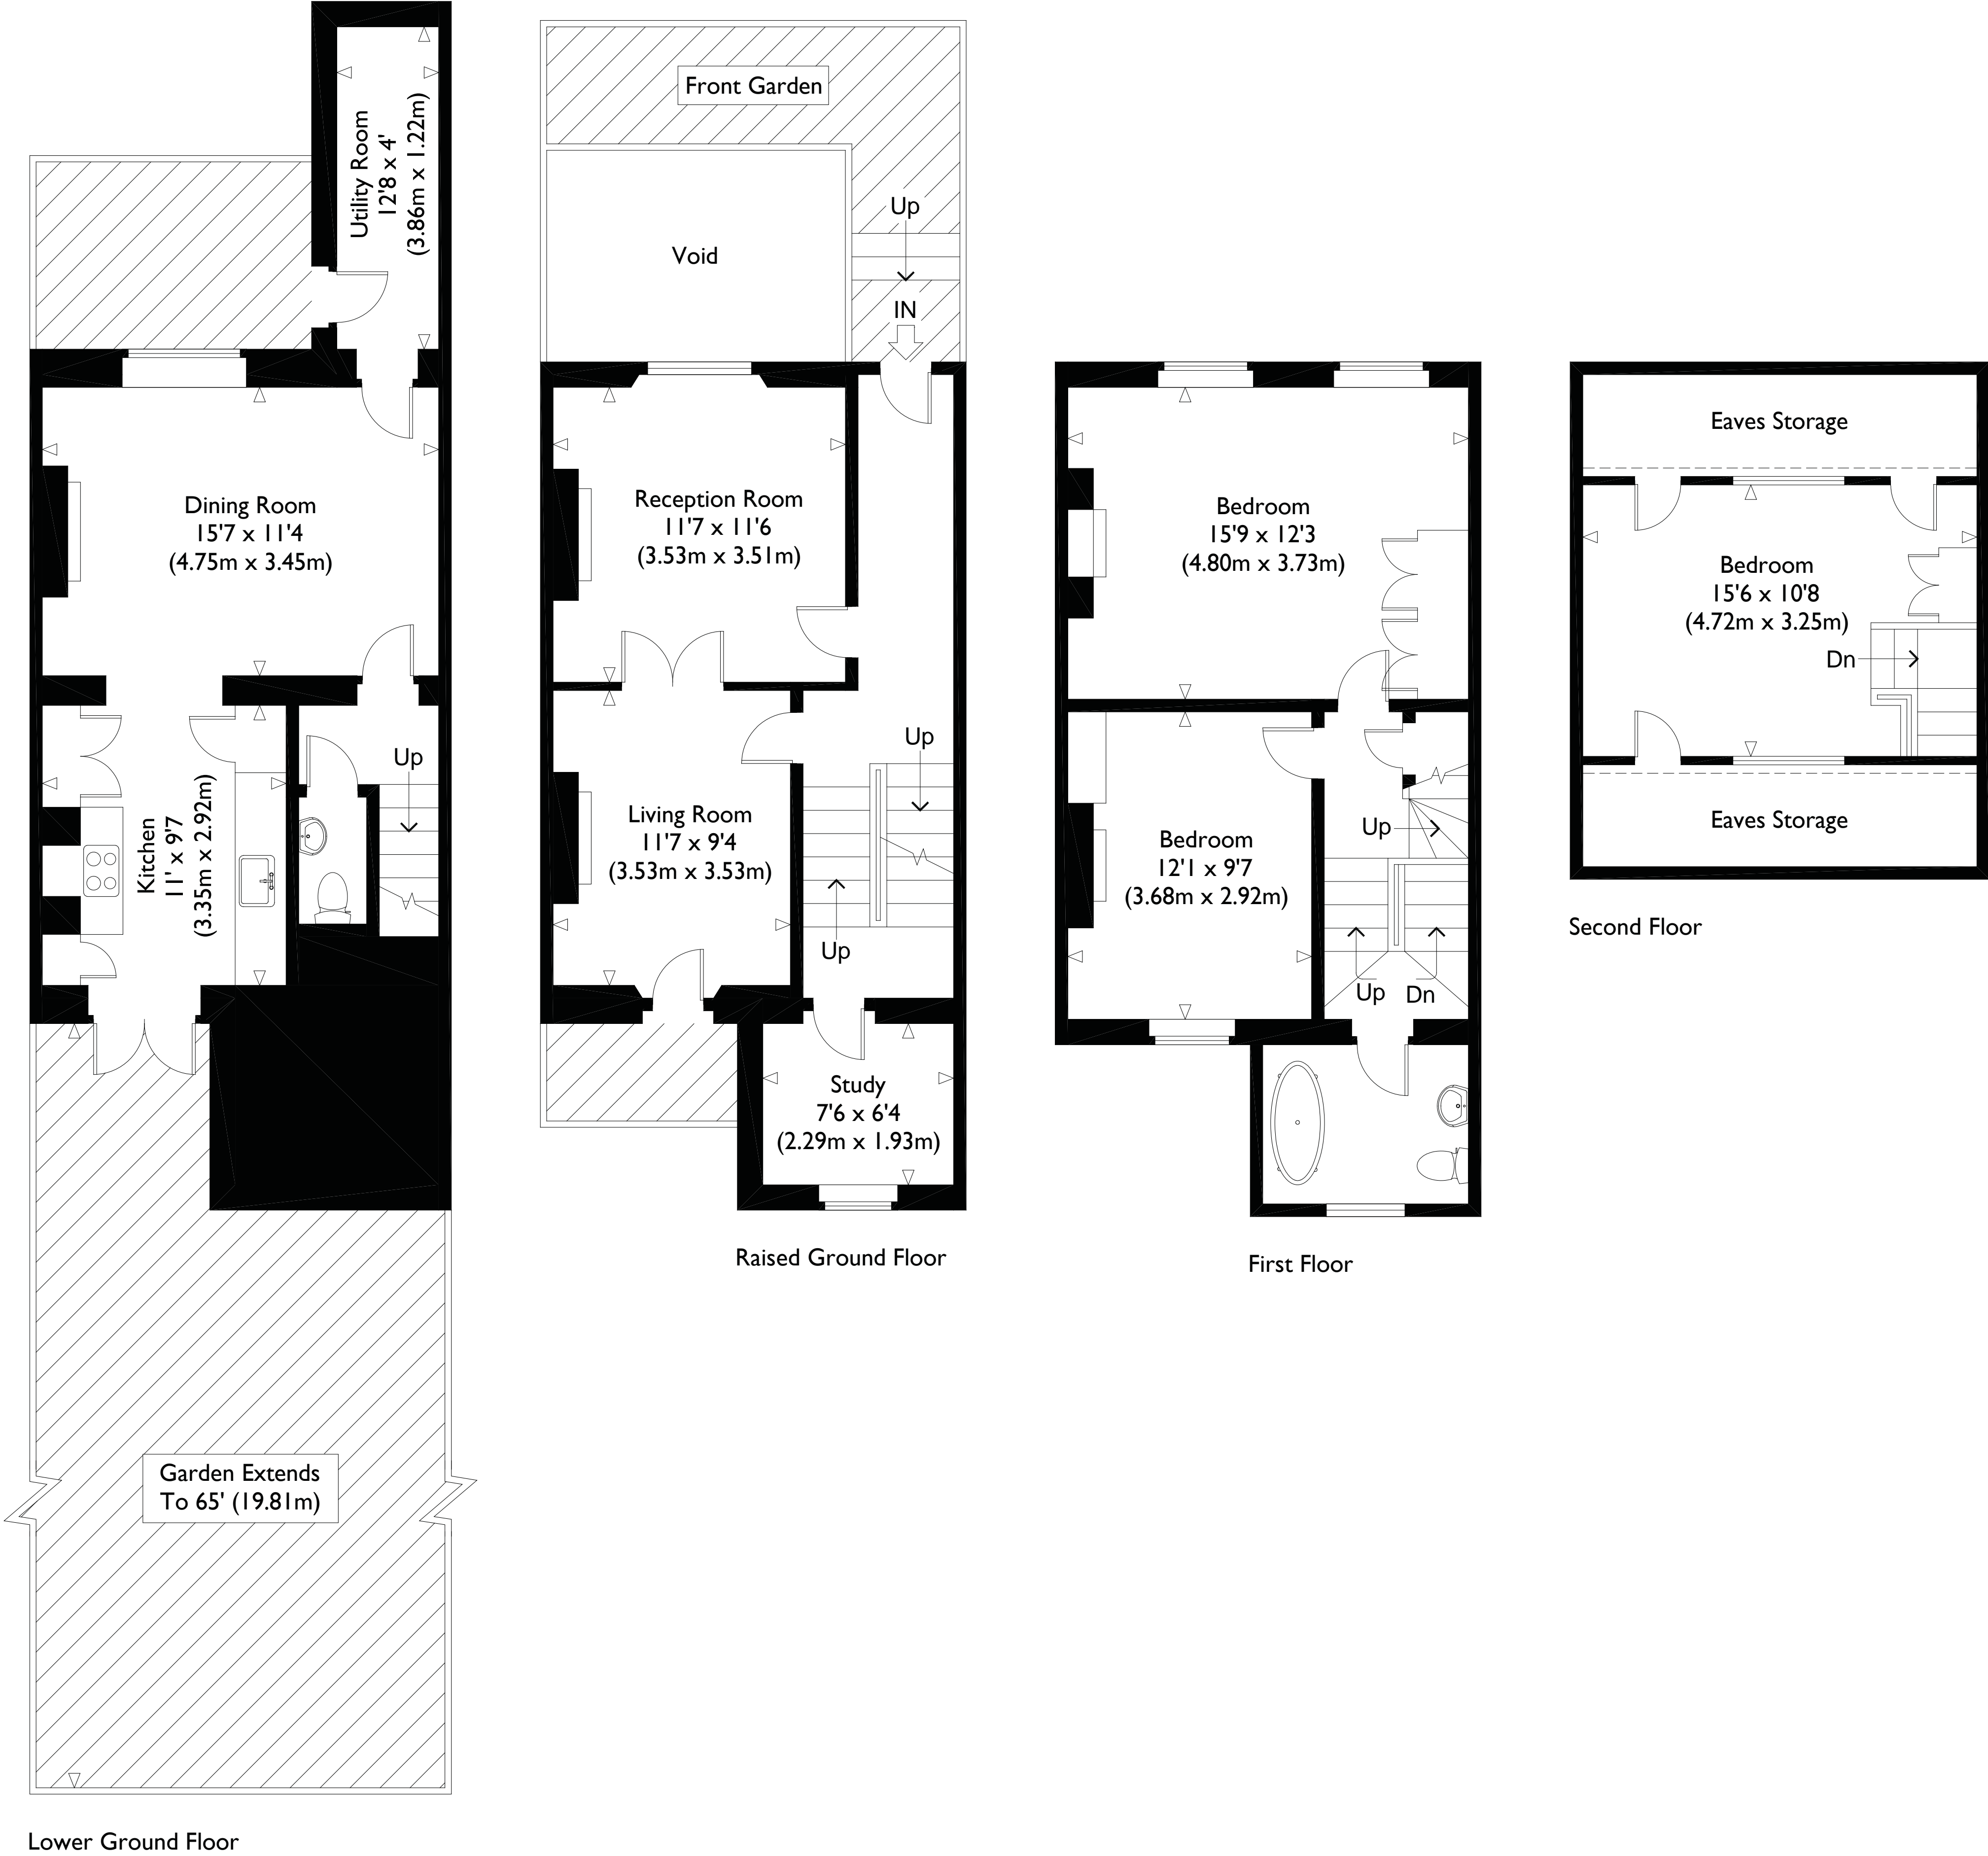 Utility Room
12'8 x 4'
(3.86m x 1.22m)
Dining Room
15'7 x 11'4
(4.75m x 3.45m)
Kitchen
11' x 9'7
(3.35m x 2.92m)
Up
Garden Extends
To 65' (19.81m)
Lower Ground Floor
Front Garden
Void
Up
IN
Reception Room
11'7 x 11'6
(3.53m x 3.51m)
Living Room
11'7 x 9'4
(3.53m x 3.53m)
Up
Up
Study
7'6 x 6'4
(2.29m x 1.93m)
Raised Ground Floor
Bedroom
15'9 x 12'3
(4.80m x 3.73m)
Bedroom
12'1 x 9'7
(3.68m x 2.92m)
Up
Up
Dn
First Floor
Eaves Storage
Bedroom
15'6 x 10'8
(4.72m x 3.25m)
Dn
Eaves Storage
Second Floor